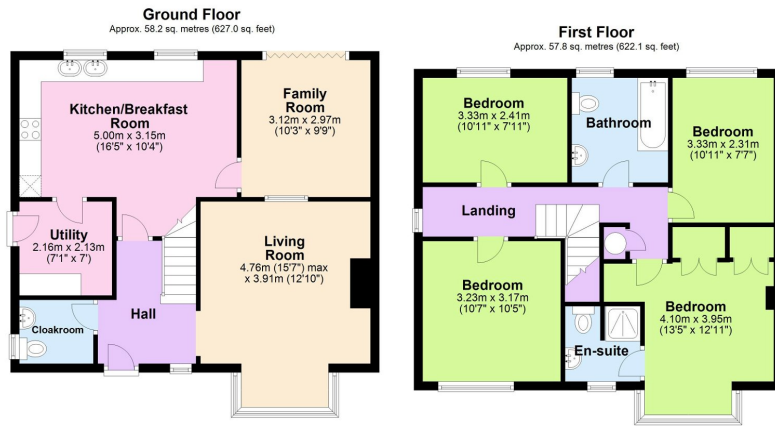 Ground Floor
Approx. 58.2 sq. metres (627.0 sq. feet)
Kitchen/Breakfast
Room
5.00m x 3.15m
(16'5" x 10'4")
Family
Room
3.12m x 2.97m
(10'3" x 9'9")
Utility
2.16m x 2.13m
(7'1" x 7')
Living
Room
4.76m (15'7") max
x 3.91m (12'10")
Hall
Cloakroom
First Floor
Approx. 57.8 sq. metres (622.1 sq. feet)
Bedroom
3.33m x 2.41m
(10'11" x 7'11")
Bathroom
Bedroom
3.33m x 2.31m
(10'11" x 7'7")
Landing
Bedroom
3.23m x 3.17m
(10'7" x 10'5")
Bedroom
4.10m x 3.95m
(13'5" x 12'11")
En-suite